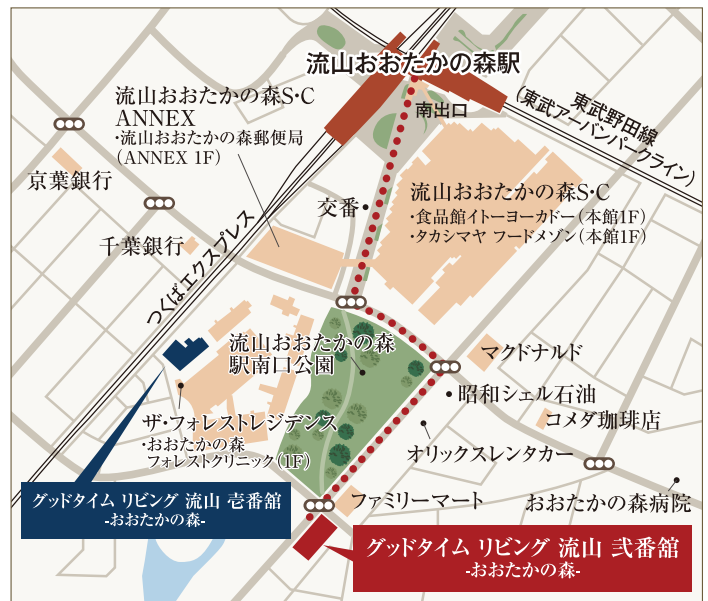 流山おおたかの森駅
南出口
東武野田線
（東武アーバンパークライン）
流山おおたかの森S・C
ANNEX
・流山おおたかの森郵便局
（ANNEX 1F）
京葉銀行
千葉銀行
つくばエクスプレス
交番
流山おおたかの森S・C
・食品館イトーヨーカドー（本館1F）
・タカシマヤ フードメゾン（本館1F）
流山おおたかの森
駅南口公園
マクドナルド
昭和シェル石油
コメダ珈琲店
ザ・フォレストレジデンス
・おおたかの森
フォレストクリニック（1F）
オリックスレンタカー
ファミリーマート
おおたかの森病院
グッドタイム リビング 流山 壱番舘
-おおたかの森-
グッドタイム リビング 流山 弐番舘
-おおたかの森-